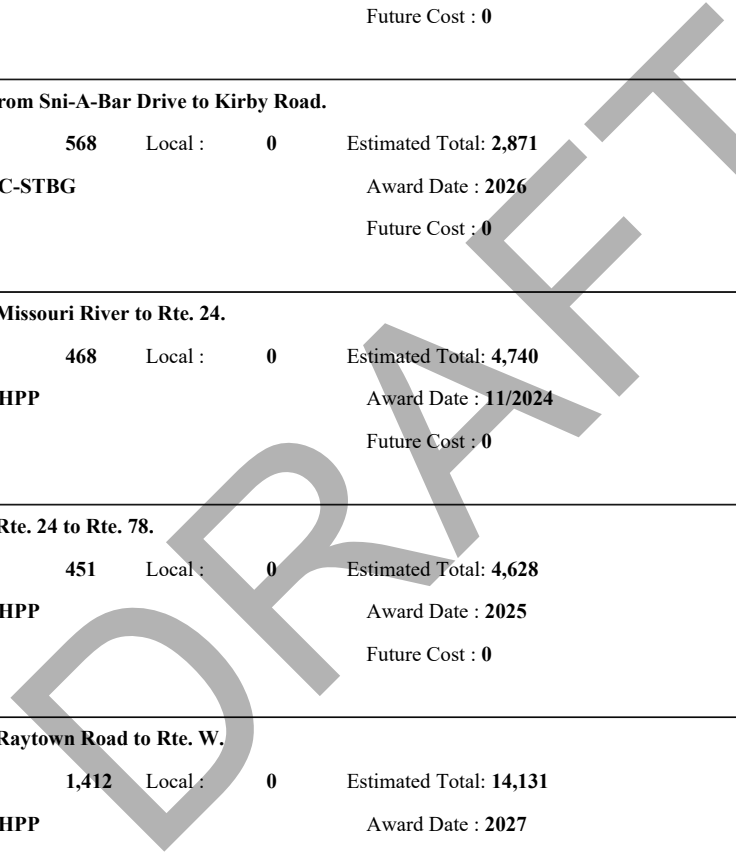 Future Cost : 0
rom Sni-A-Bar Drive to Kirby Road.
568 Local : 0 Estimated Total: 2,871
C-STBG Award Date : 2026
Future Cost : 0
Missouri River to Rte. 24.
468 Local : 0 Estimated Total: 4,740
HPP Award Date : 11/2024
Future Cost : 0
Rte. 24 to Rte. 78.
451 Local : 0 Estimated Total: 4,628
HPP Award Date : 2025
Future Cost : 0
Raytown Road to Rte. W.
1,412 Local : 0 Estimated Total: 14,131
HPP Award Date : 2027
DRAFT